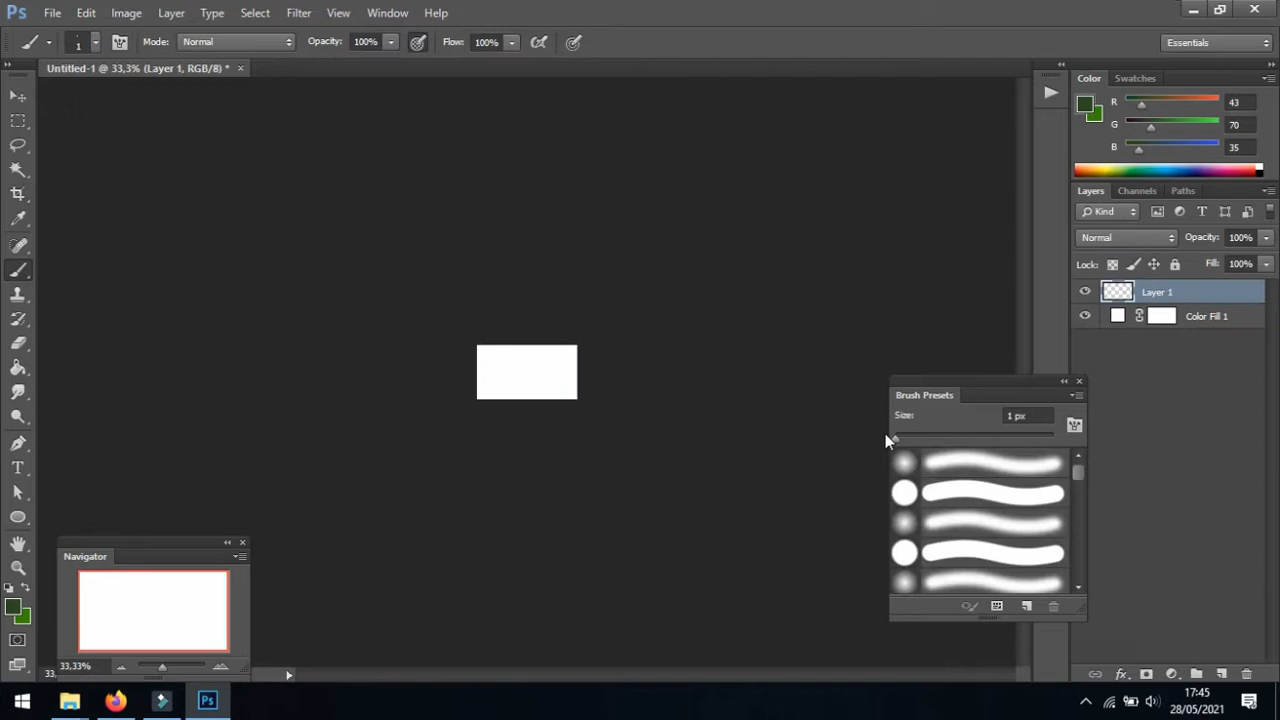 Ps File Edit Image Layer Type Select Filter 3D View Window Help
1 Mode: Normal Opacity: 100% Flow: 100% Essentials
Untitled-1 @ 33,3% (Layer 1, RGB/8) *
Color Swatches
R 43
G 70
B 35
Layers Channels Paths
Kind
Normal Opacity: 100%
Lock: Fill: 100%
Layer 1
Color Fill 1
Brush Presets
Size: 1 px
Navigator
33,33%
33,
Ps
17:45
28/05/2021